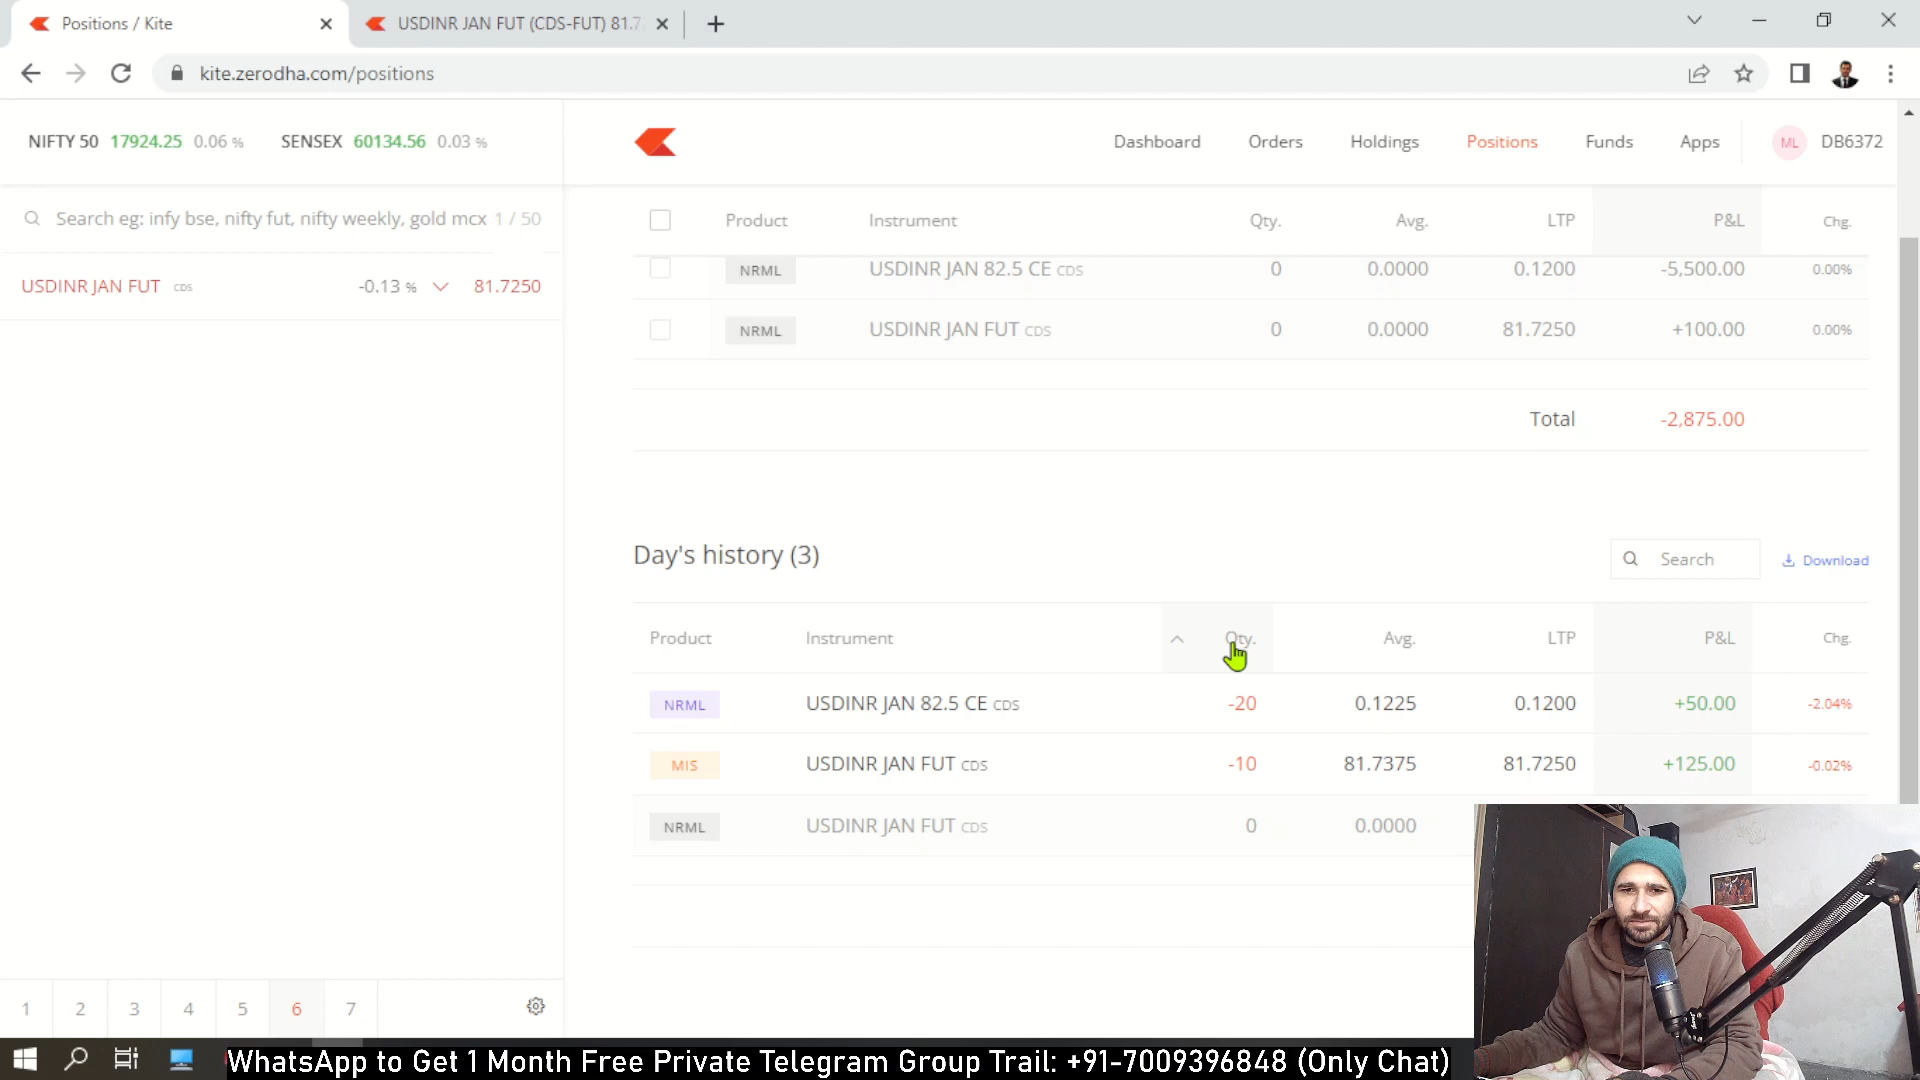 Positions / Kite
USDINR JAN FUT (CDS-FUT) 81.7
kite.zerodha.com/positions
NIFTY 50 17924.25 0.06 % SENSEX 60134.56 0.03 %
Dashboard Orders Holdings Positions Funds Apps ML DB6372
Search eg: infy bse, nifty fut, nifty weekly, gold mcx 1 / 50
USDINR JAN FUT CDS -0.13 % 81.7250
Product Instrument Qty. Avg. LTP P&L Chg.
NRML USDINR JAN 82.5 CE CDS 0 0.0000 0.1200 -5,500.00 0.00%
NRML USDINR JAN FUT CDS 0 0.0000 81.7250 +100.00 0.00%
Total -2,875.00
Day's history (3) Search Download
Product Instrument Qty. Avg. LTP P&L Chg.
NRML USDINR JAN 82.5 CE CDS -20 0.1225 0.1200 +50.00 -2.04%
MIS USDINR JAN FUT CDS -10 81.7375 81.7250 +125.00 -0.02%
NRML USDINR JAN FUT CDS 0 0.0000
1 2 3 4 5 6 7
WhatsApp to Get 1 Month Free Private Telegram Group Trail: +91-7009396848 (Only Chat)